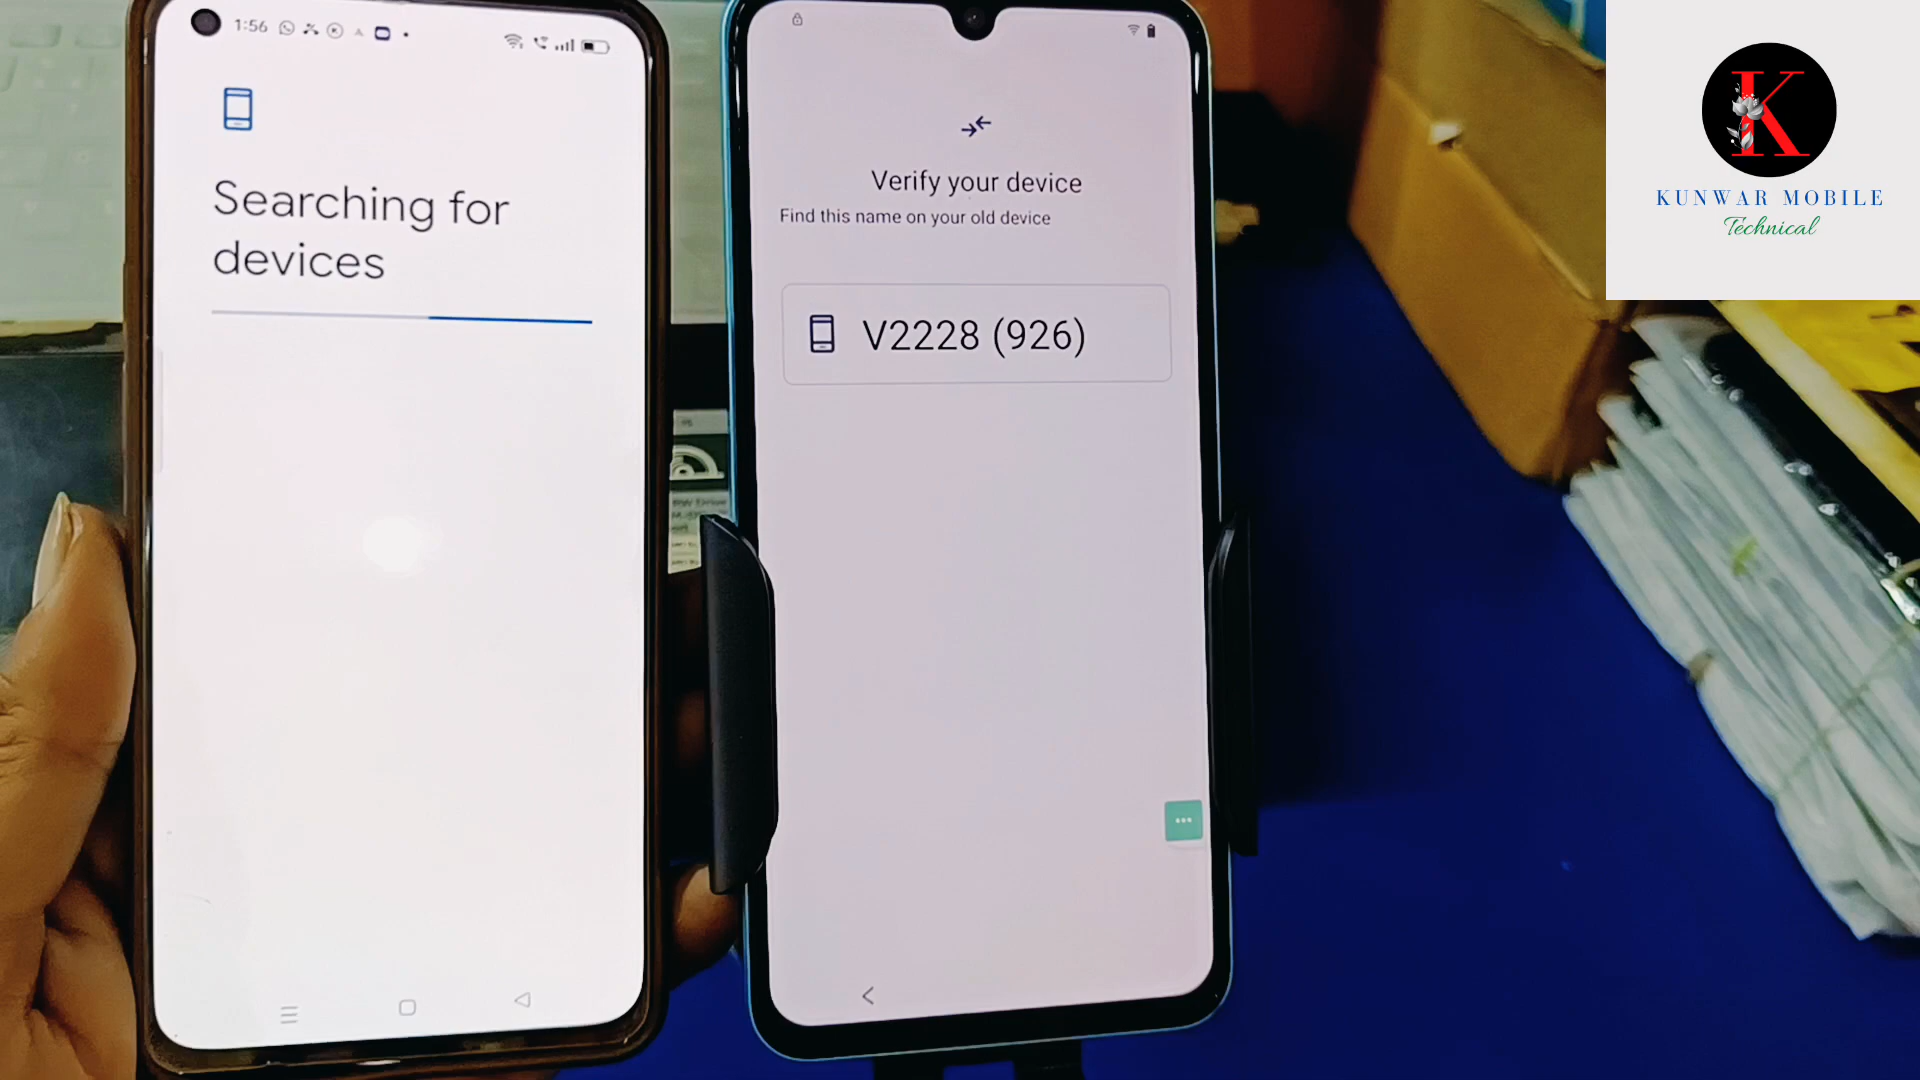 1:56
Searching for
devices
Verify your device
Find this name on your old device
V2228 (926)
K
KUNWAR MOBILE
Technical